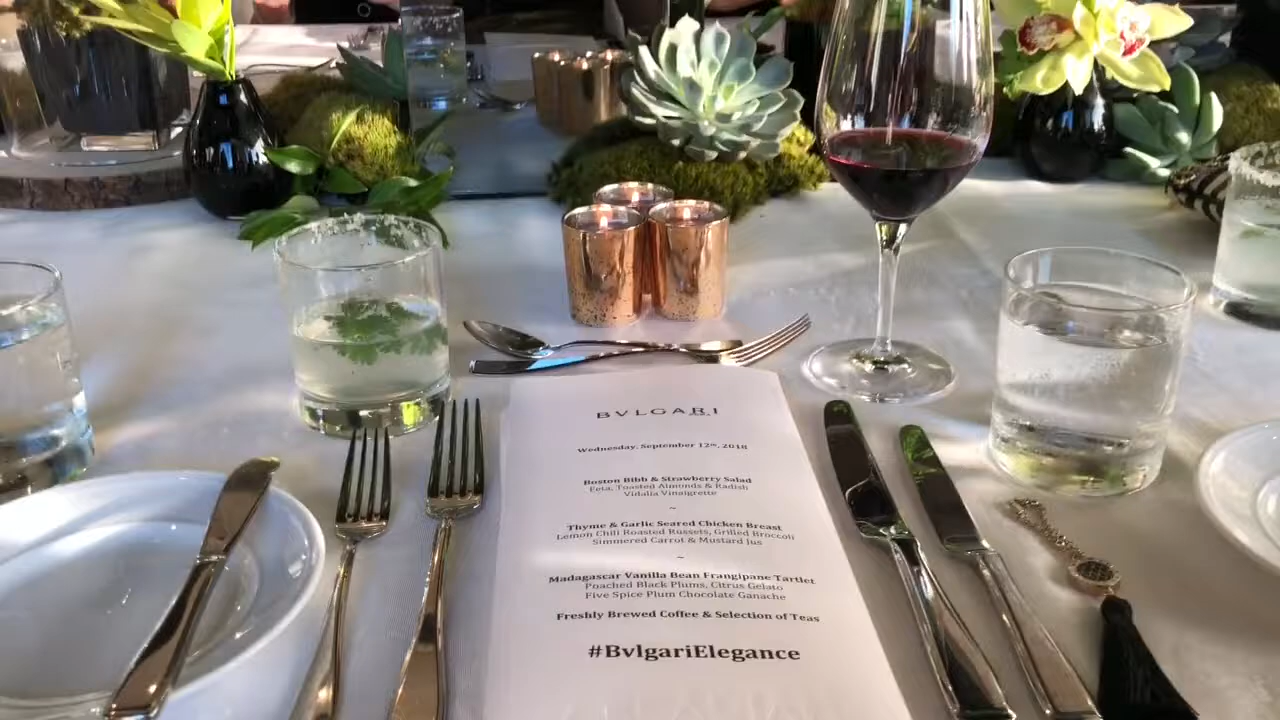 BVLGARI
Wednesday, September 12th, 2018
Boston Bibb & Strawberry Salad
Feta, Toasted Almonds & Radish
Vidalia Vinaigrette
~
Thyme & Garlic Seared Chicken Breast
Lemon Chili Roasted Russets, Grilled Broccoli
Simmered Carrot & Mustard Jus
~
Madagascar Vanilla Bean Frangipane Tartlet
Poached Black Plums, Citrus Gelato
Five Spice Plum Chocolate Ganache
Freshly Brewed Coffee & Selection of Teas
#BvlgariElegance